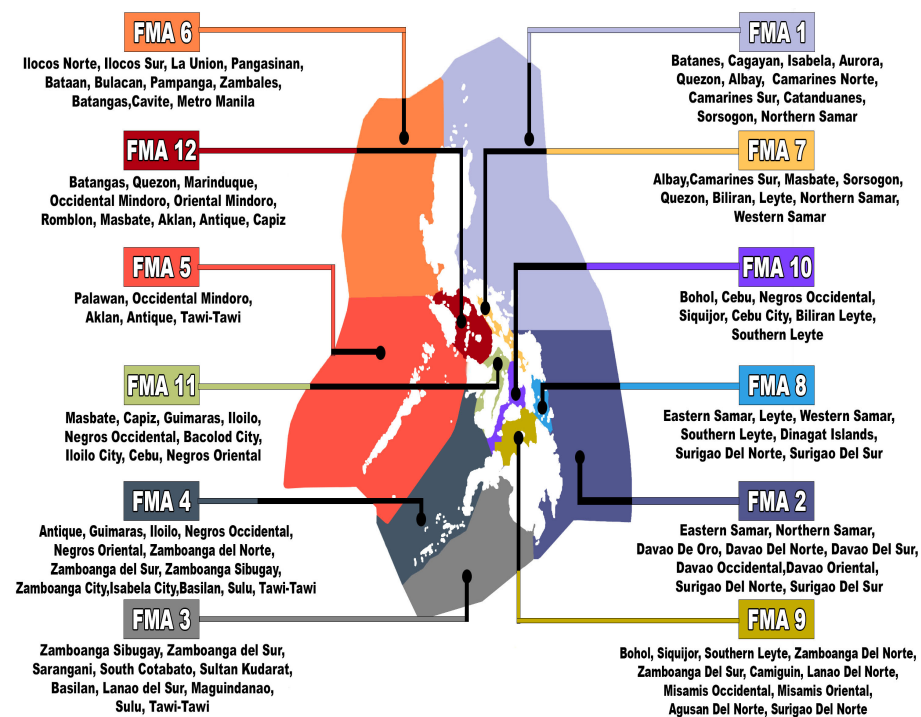 FMA 6
Ilocos Norte, Ilocos Sur, La Union, Pangasinan,
Bataan, Bulacan, Pampanga, Zambales,
Batangas,Cavite, Metro Manila
FMA 12
Batangas, Quezon, Marinduque,
Occidental Mindoro, Oriental Mindoro,
Romblon, Masbate, Aklan, Antique, Capiz
FMA 5
Palawan, Occidental Mindoro,
Aklan, Antique, Tawi-Tawi
FMA 11
Masbate, Capiz, Guimaras, Iloilo,
Negros Occidental, Bacolod City,
Iloilo City, Cebu, Negros Oriental
FMA 4
Antique, Guimaras, Iloilo, Negros Occidental,
Negros Oriental, Zamboanga del Norte,
Zamboanga del Sur, Zamboanga Sibugay,
Zamboanga City,Isabela City,Basilan, Sulu, Tawi-Tawi
FMA 3
Zamboanga Sibugay, Zamboanga del Sur,
Sarangani, South Cotabato, Sultan Kudarat,
Basilan, Lanao del Sur, Maguindanao,
Sulu, Tawi-Tawi
FMA 1
Batanes, Cagayan, Isabela, Aurora,
Quezon, Albay, Camarines Norte,
Camarines Sur, Catanduanes,
Sorsogon, Northern Samar
FMA 7
Albay,Camarines Sur, Masbate, Sorsogon,
Quezon, Biliran, Leyte, Northern Samar,
Western Samar
FMA 10
Bohol, Cebu, Negros Occidental,
Siquijor, Cebu City, Biliran Leyte,
Southern Leyte
FMA 8
Eastern Samar, Leyte, Western Samar,
Southern Leyte, Dinagat Islands,
Surigao Del Norte, Surigao Del Sur
FMA 2
Eastern Samar, Northern Samar,
Davao De Oro, Davao Del Norte, Davao Del Sur,
Davao Occidental,Davao Oriental,
Surigao Del Norte, Surigao Del Sur
FMA 9
Bohol, Siquijor, Southern Leyte, Zamboanga Del Norte,
Zamboanga Del Sur, Camiguin, Lanao Del Norte,
Misamis Occidental, Misamis Oriental,
Agusan Del Norte, Surigao Del Norte